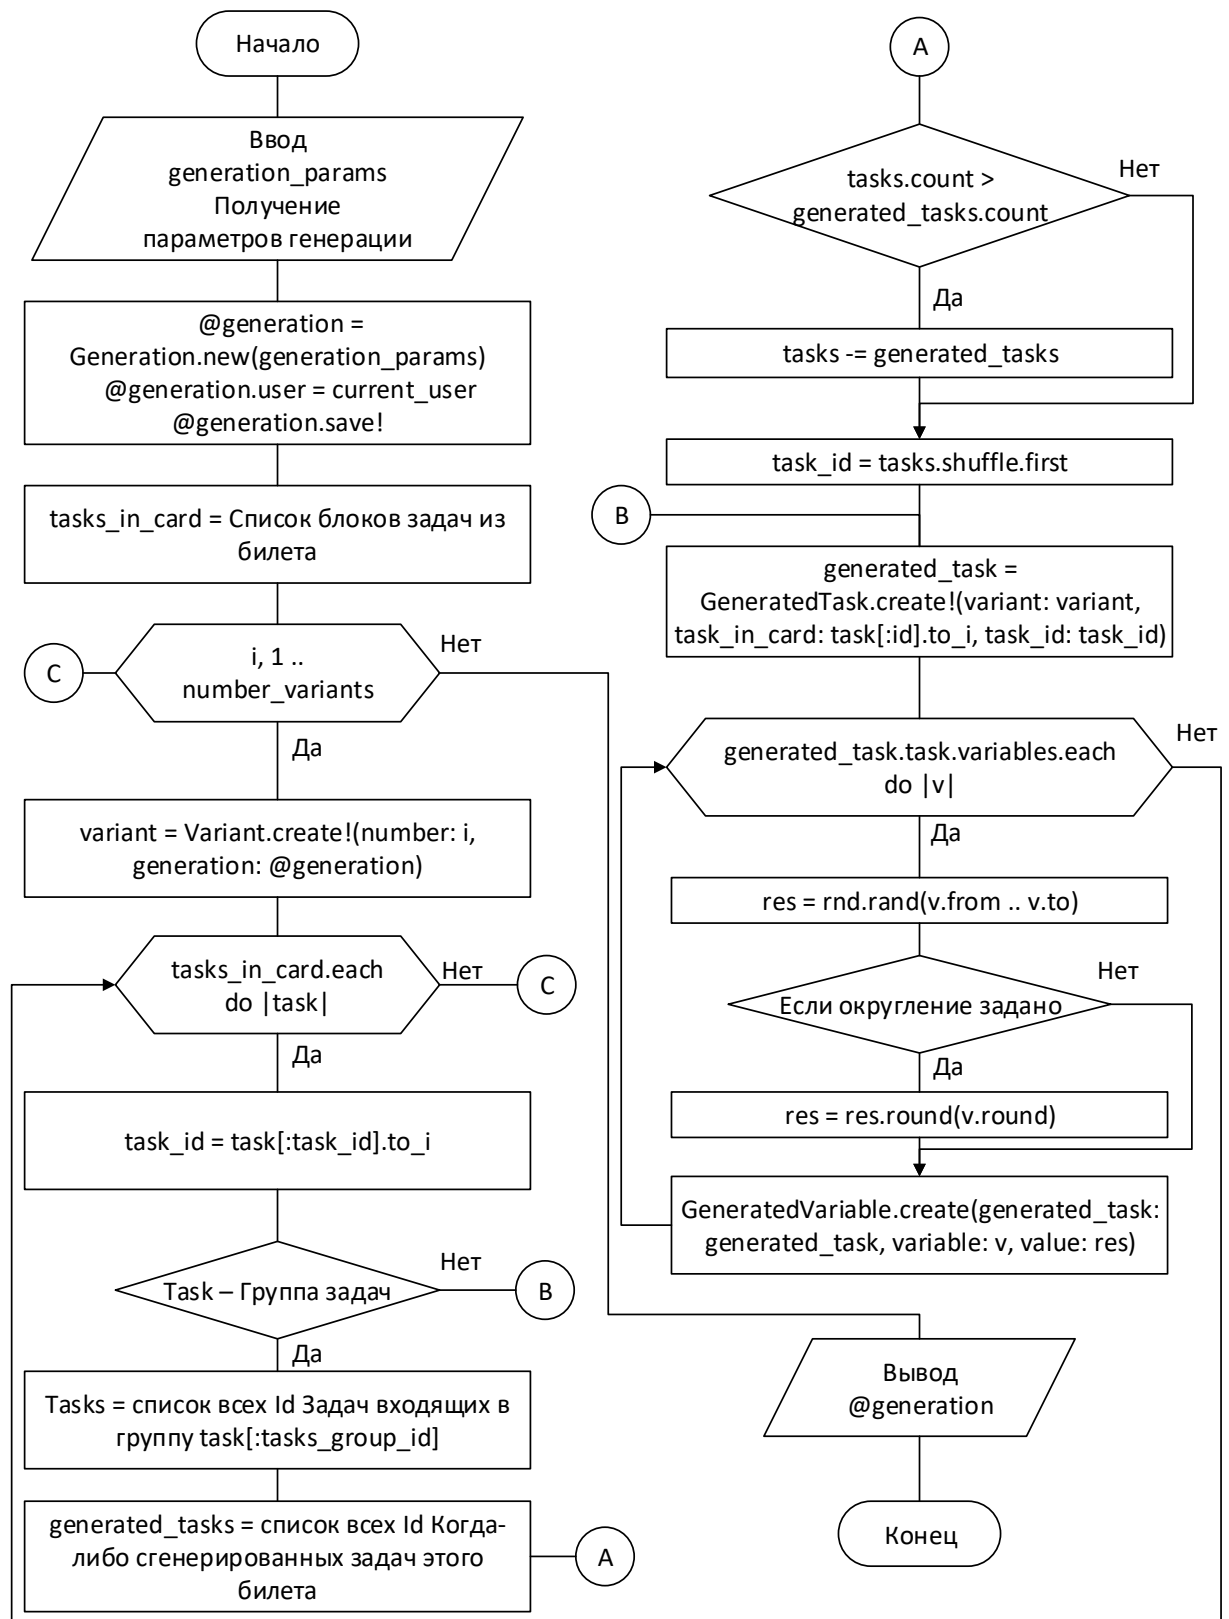 Начало
Ввод
generation_params
Получение
параметров генерации
@generation =
Generation.new(generation_params)
@generation.user = current_user
@generation.save!
tasks_in_card = Список блоков задач из
билета
C
i, 1 ..
number_variants
Нет
Да
variant = Variant.create!(number: i,
generation: @generation)
tasks_in_card.each
do |task|
Нет
C
Да
task_id = task[:task_id].to_i
Task – Группа задач
Нет
B
Да
Tasks = список всех Id Задач входящих в
группу task[:tasks_group_id]
generated_tasks = список всех Id Когда-
либо сгенерированных задач этого
билета
A
A
tasks.count >
generated_tasks.count
Нет
Да
tasks -= generated_tasks
task_id = tasks.shuffle.first
B
generated_task =
GeneratedTask.create!(variant: variant,
task_in_card: task[:id].to_i, task_id: task_id)
generated_task.task.variables.each
do |v|
Нет
Да
res = rnd.rand(v.from .. v.to)
Если округление задано
Нет
Да
res = res.round(v.round)
GeneratedVariable.create(generated_task:
generated_task, variable: v, value: res)
Вывод
@generation
Конец